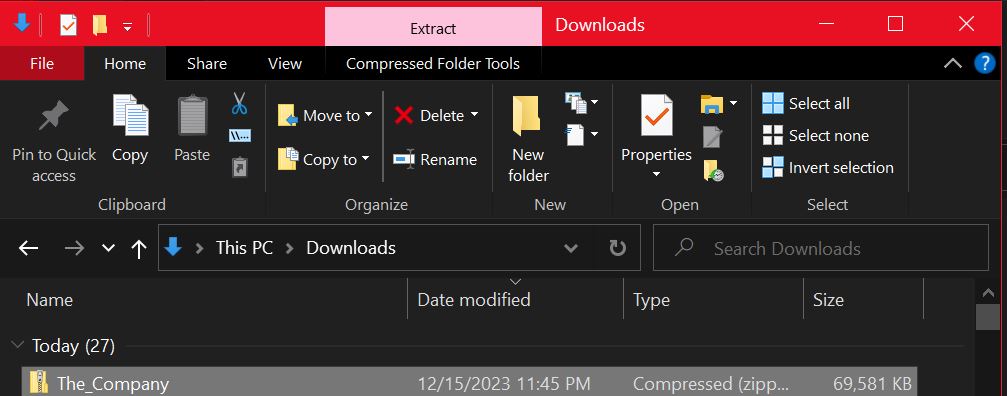 Extract
Downloads
File
Home
Share
View
Compressed Folder Tools
Pin to Quick
access
Copy
Paste
Clipboard
Move to
Copy to
Delete
Rename
Organize
New
folder
New
Properties
Open
Select all
Select none
Invert selection
Select
This PC
Downloads
Search Downloads
Name
Date modified
Type
Size
Today (27)
The_Company
12/15/2023 11:45 PM
Compressed (zipp...
69,581 KB